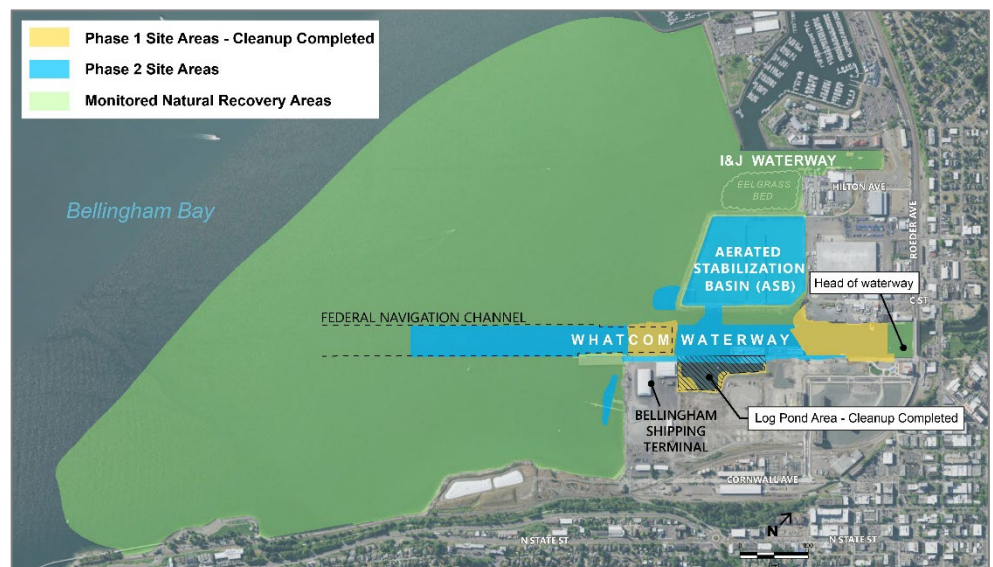 Phase 1 Site Areas - Cleanup Completed
Phase 2 Site Areas
Monitored Natural Recovery Areas
Bellingham Bay
I&J WATERWAY
EELGRASS
BED
HILTON AVE
ROEDER AVE
AERATED
STABILIZATION
BASIN (ASB)
Head of waterway
C ST
FEDERAL NAVIGATION CHANNEL
WHATCOM WATERWAY
BELLINGHAM
SHIPPING
TERMINAL
Log Pond Area - Cleanup Completed
CORNWALL AVE
N
N STATE ST
N STATE ST